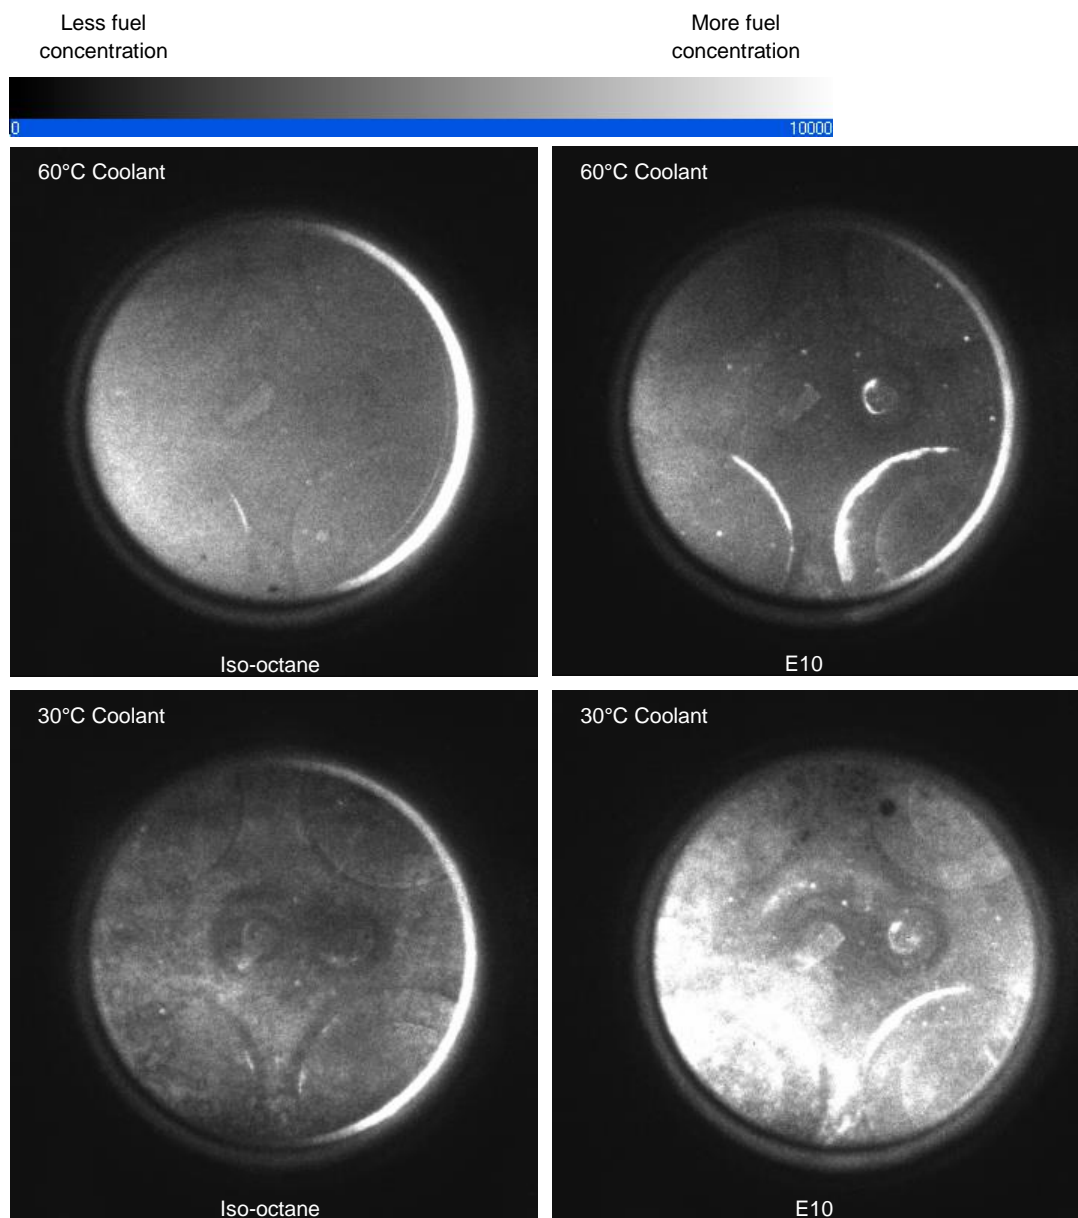 Less fuel
concentration
More fuel
concentration
0
10000
60°C Coolant
60°C Coolant
Iso-octane
E10
30°C Coolant
30°C Coolant
Iso-octane
E10